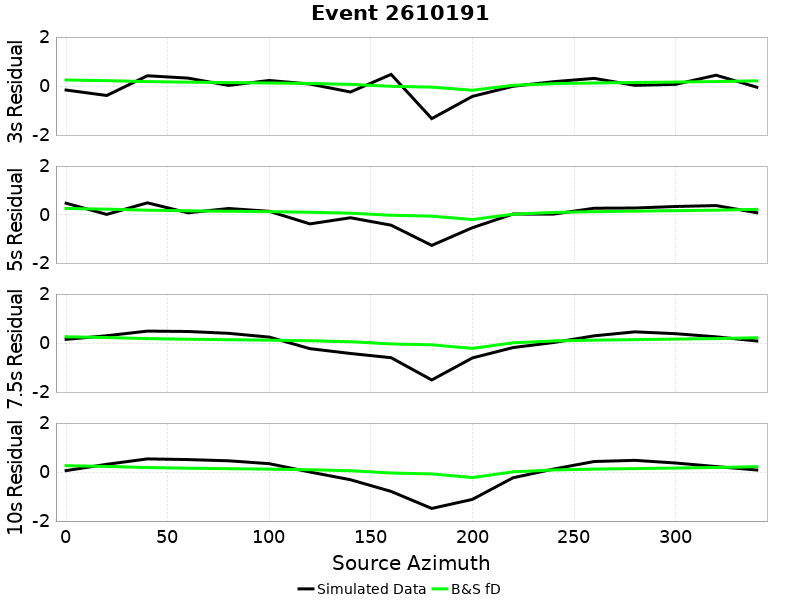 Event 2610191
3s Residual
2
0
-2
5s Residual
2
0
-2
7.5s Residual
2
0
-2
10s Residual
2
0
-2
0 50 100 150 200 250 300
Source Azimuth
Simulated Data B&S fD